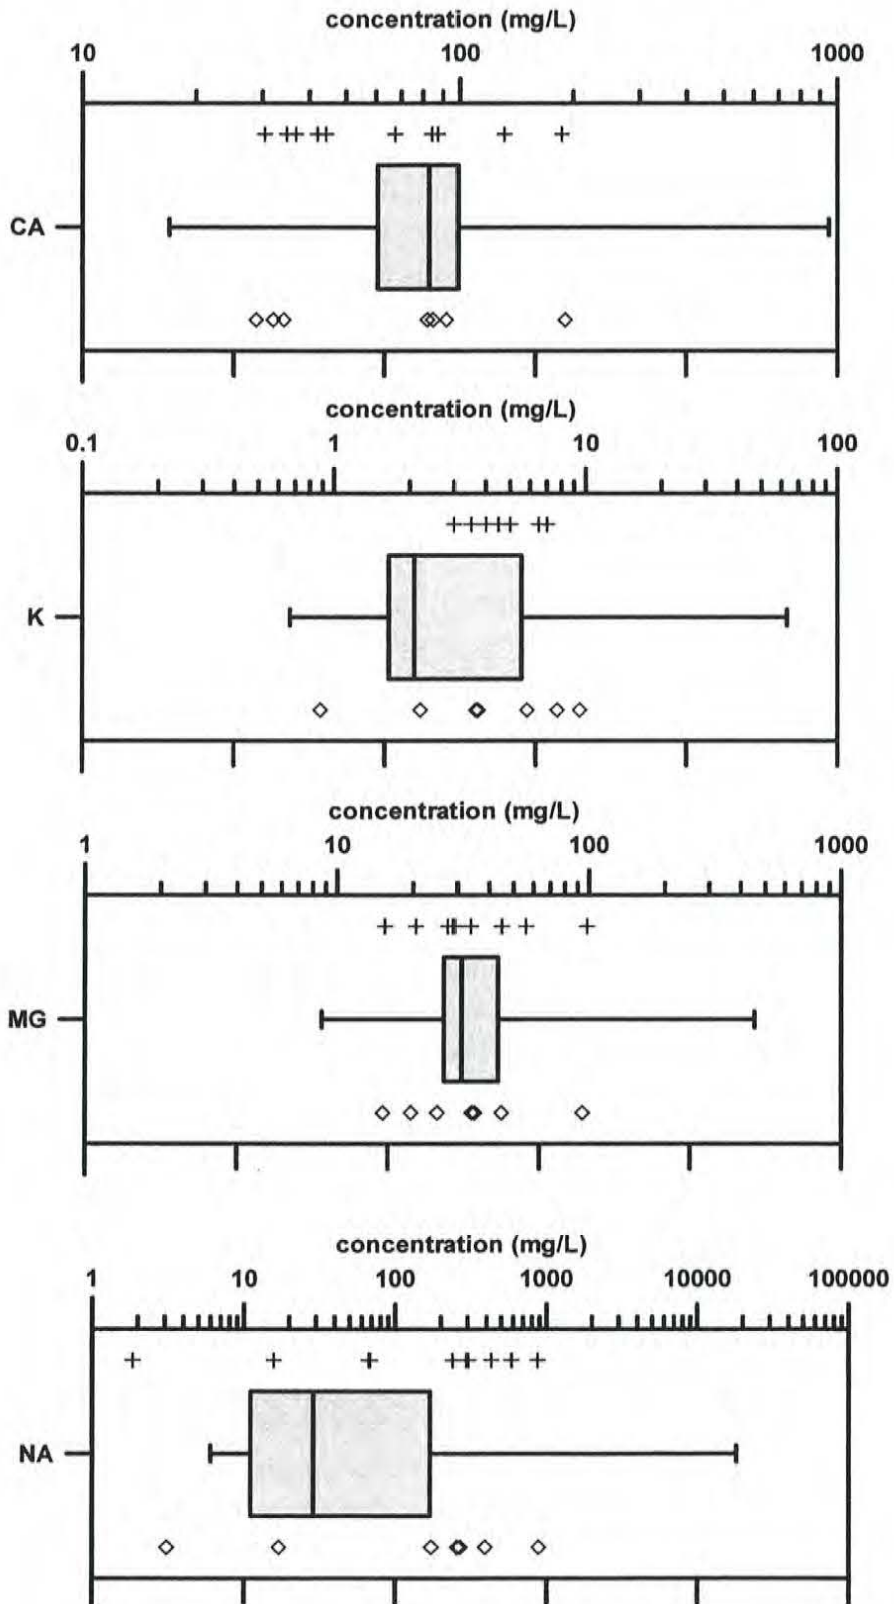 concentration (mg/L)
10 100 1000
CA
concentration (mg/L)
0.1 1 10 100
K
concentration (mg/L)
1 10 100 1000
MG
concentration (mg/L)
1 10 100 1000 10000 100000
NA